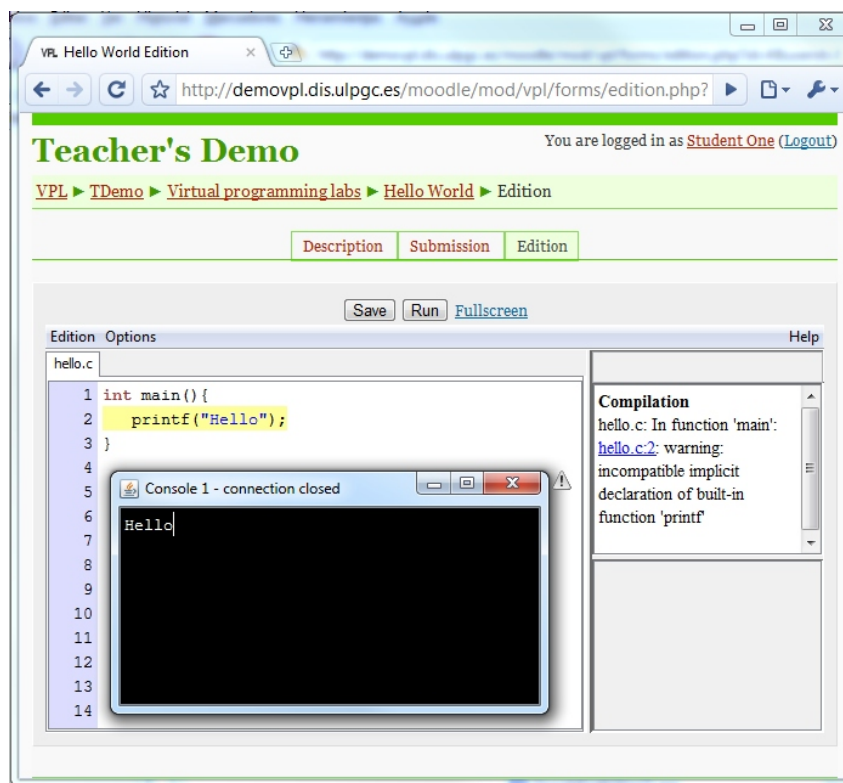 VPL Hello World Edition
http://demovpl.dis.ulpgc.es/moodle/mod/vpl/forms/edition.php?
Teacher's Demo
You are logged in as Student One (Logout)
VPL ► TDemo ► Virtual programming labs ► Hello World ► Edition
Description Submission Edition
Save Run Fullscreen
Edition Options Help
hello.c
1 int main(){
2 printf("Hello");
3 }
4
5
6
7
8
9
10
11
12
13
14
Console 1 - connection closed
Hello
Compilation
hello.c: In function 'main':
hello.c:2: warning:
incompatible implicit
declaration of built-in
function 'printf'